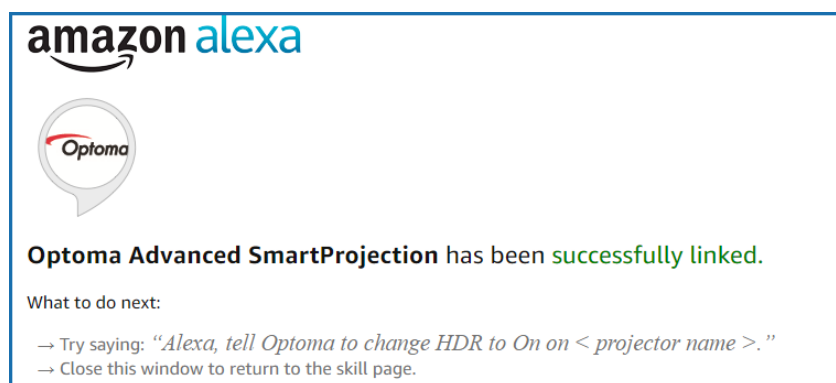 amazon alexa
Optoma
Optoma Advanced SmartProjection has been successfully linked.
What to do next:
→ Try saying: “Alexa, tell Optoma to change HDR to On on < projector name >.”
→ Close this window to return to the skill page.